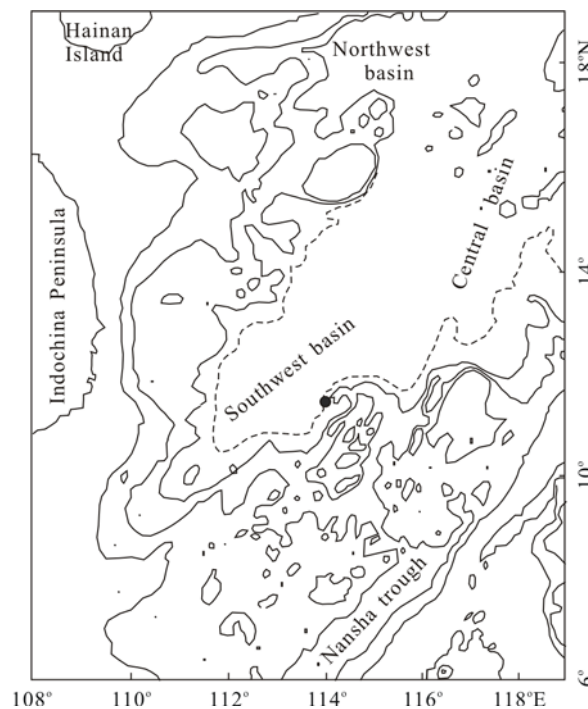 Hainan
Island
Northwest
basin
18°N
Indochina Peninsula
Central basin
14°
Southwest basin
10°
Nansha trough
6°
108°
110°
112°
114°
116°
118°E